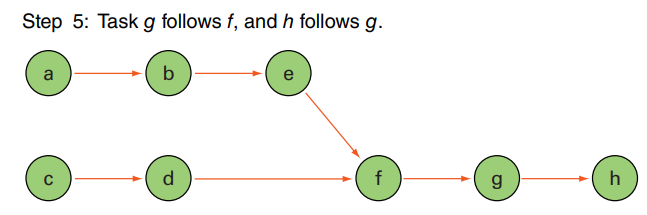 Step 5: Task g follows f, and h follows g.
a b e
c d f g h